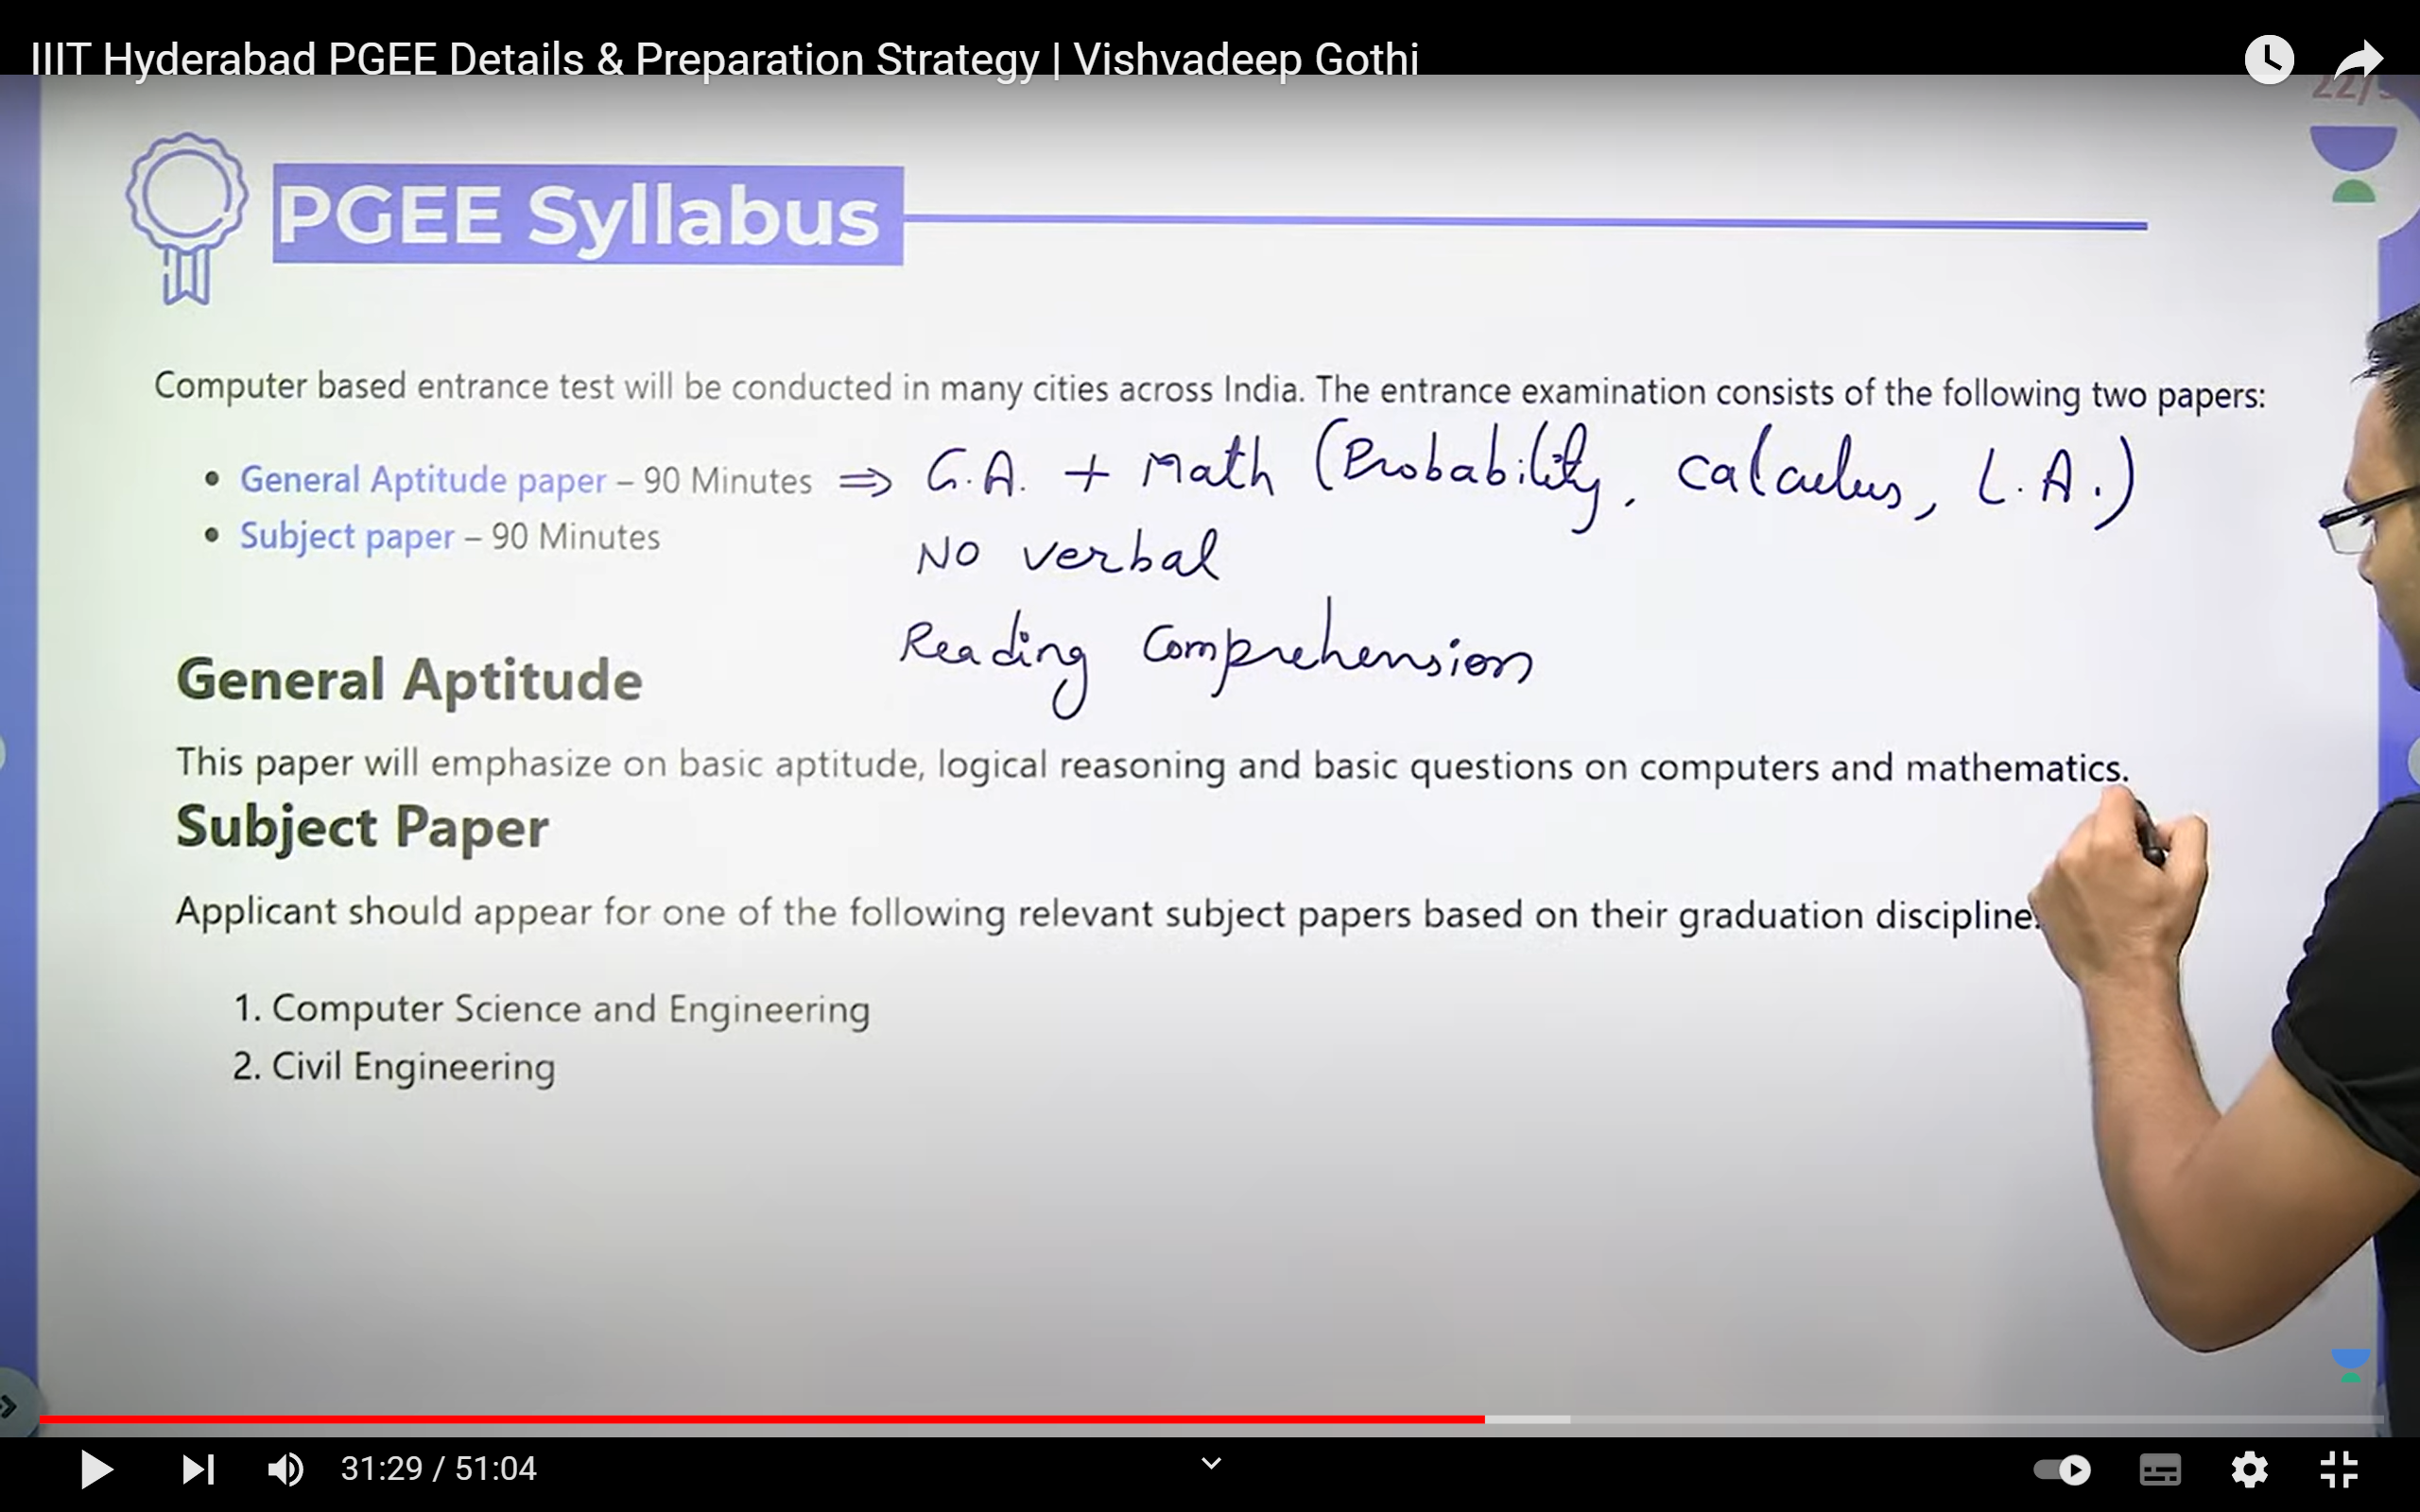 IIIT Hyderabad PGEE Details & Preparation Strategy | Vishvadeep Gothi
PGEE Syllabus
Computer based entrance test will be conducted in many cities across India. The entrance examination consists of the following two papers:
• General Aptitude paper – 90 Minutes ⇒ G.A. + Math (Probability, Calculus, L.A.)
• Subject paper – 90 Minutes
No verbal
Reading Comprehension
General Aptitude
This paper will emphasize on basic aptitude, logical reasoning and basic questions on computers and mathematics.
Subject Paper
Applicant should appear for one of the following relevant subject papers based on their graduation discipline.
1. Computer Science and Engineering
2. Civil Engineering
31:29 / 51:04